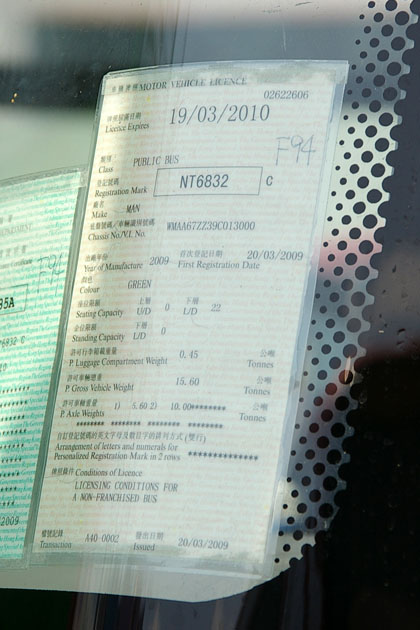 車輛牌照 MOTOR VEHICLE LICENCE
02622606
牌照屆滿日期
Licence Expires 19/03/2010
F94
類別
Class PUBLIC BUS
登記號碼
Registration Mark NT6832 C
廠名
Make MAN
底盤號碼/車輛識別號碼
Chassis No./V.I. No. WMAA67ZZ39C013000
出廠年份
Year of Manufacture 2009
首次登記日期
First Registration Date 20/03/2009
顏色
Colour GREEN
座位限額
Seating Capacity 上層 U/D 0 下層 L/D 22
企位限額
Standing Capacity 下層 L/D 0
許可行李箱載重量
P. Luggage Compartment Weight 0.45 公噸 Tonnes
許可車輛總重
P. Gross Vehicle Weight 15.60 公噸 Tonnes
許可車軸重量
P. Axle Weights 1) 5.60 2) 10.00******** 公噸 Tonnes
******** ******** ******** ********
自訂登記號碼的英文字母及數目字的排列方式(雙行)
Arrangement of letters and numerals for
Personalized Registration Mark in 2 rows ***************
牌照條件 Conditions of Licence
LICENSING CONDITIONS FOR
A NON-FRANCHISED BUS
檔號記錄
Transaction A40-0002
發出日期
Issued 20/03/2009
F94
95A
6832 C
2009